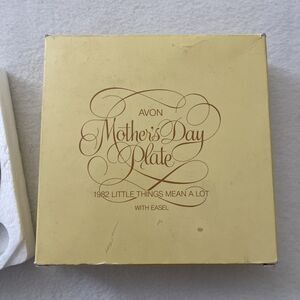 AVON
Mother's Day
Plate
1982 LITTLE THINGS MEAN A LOT
WITH EASEL